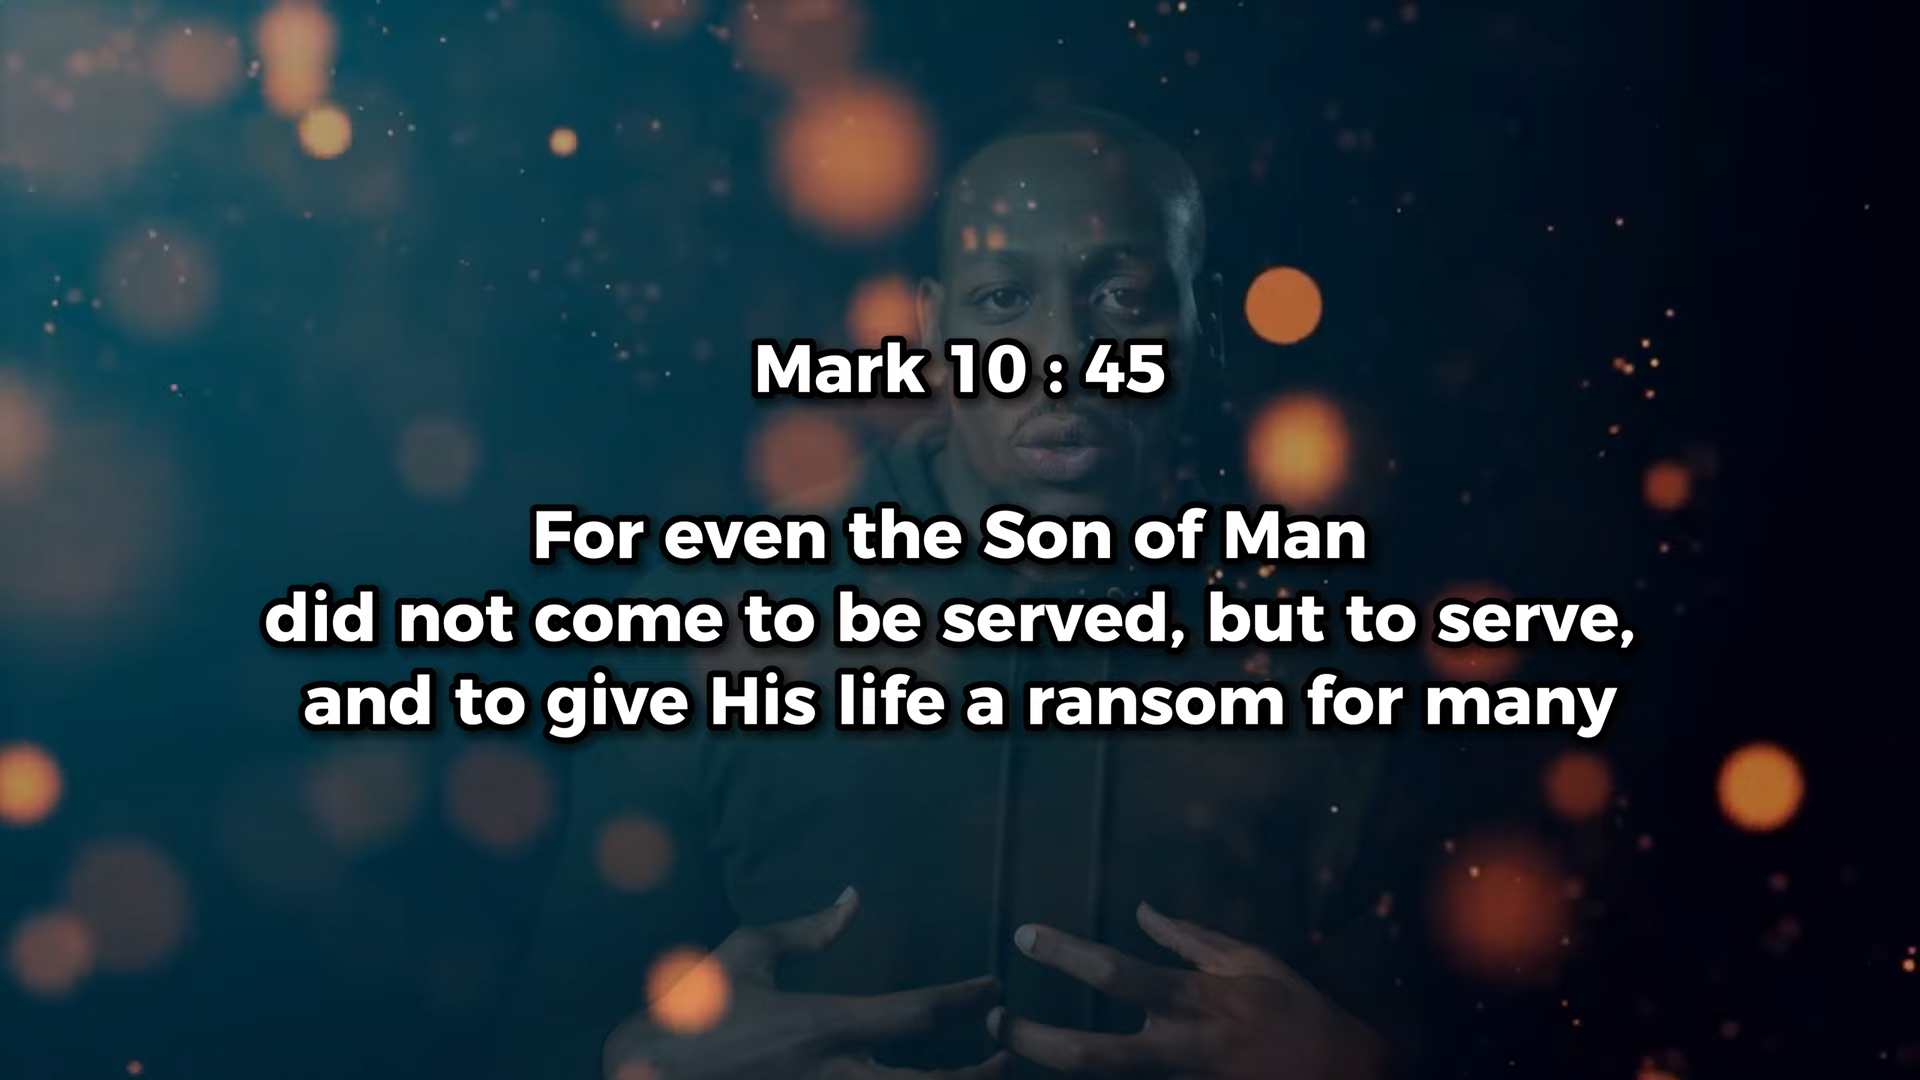 Mark 10 : 45
For even the Son of Man
did not come to be served, but to serve,
and to give His life a ransom for many